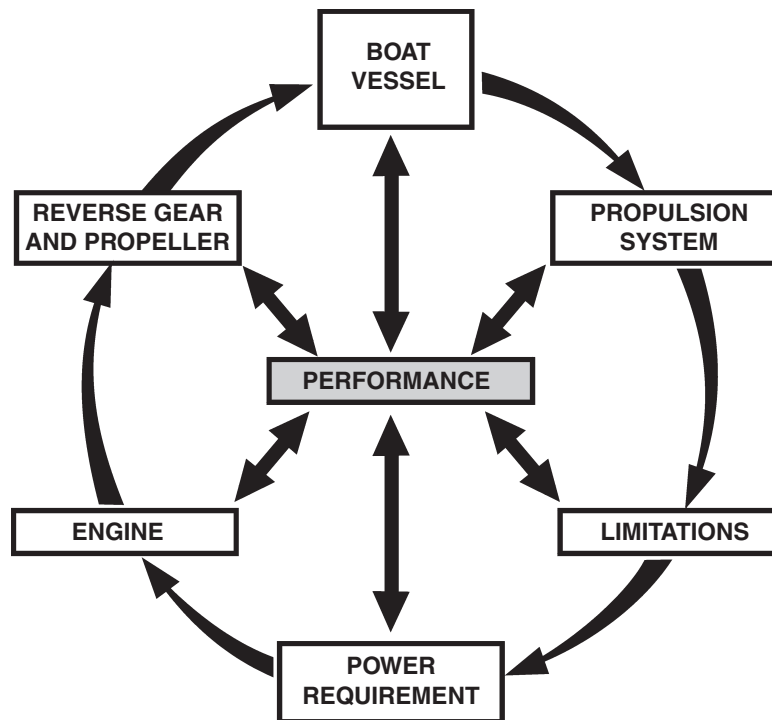 BOAT
VESSEL
REVERSE GEAR
AND PROPELLER
PROPULSION
SYSTEM
PERFORMANCE
ENGINE
LIMITATIONS
POWER
REQUIREMENT